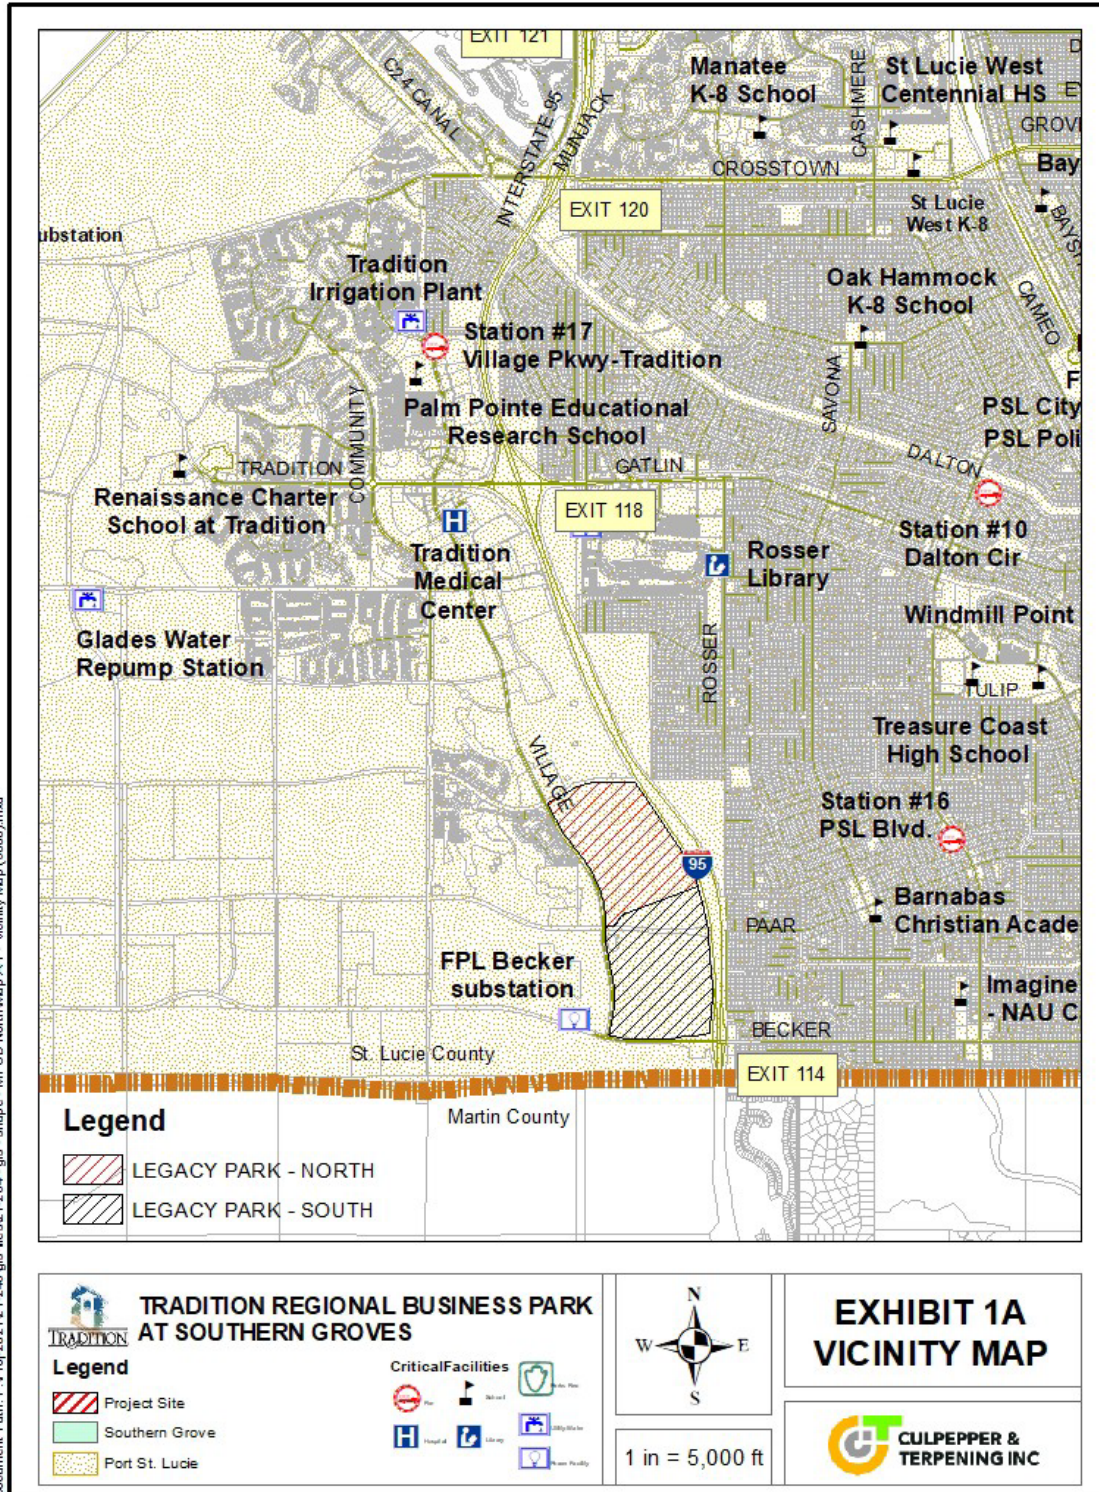 EXIT 121
C24 CANAL
INTERSTATE 95
MUNJACK
Manatee
K-8 School
CASHMERE
St Lucie West
Centennial HS
CROSSTOWN
EXIT 120
St Lucie
West K-8
ubstation
Tradition
Irrigation Plant
Station #17
Village Pkwy-Tradition
Oak Hammock
K-8 School
CAMEO
SAVONA
COMMUNITY
Palm Pointe Educational
Research School
PSL City
PSL Poli
TRADITION
GATLIN
DALTON
Renaissance Charter
School at Tradition
EXIT 118
Station #10
Dalton Cir
Tradition
Medical
Center
Rosser
Library
Windmill Point
Glades Water
Repump Station
ROSSER
TULIP
Treasure Coast
High School
VILLAGE
Station #16
PSL Blvd.
95
Barnabas
Christian Acade
PAAR
FPL Becker
substation
Imagine
- NAU C
BECKER
St. Lucie County
EXIT 114
Martin County
Legend
LEGACY PARK - NORTH
LEGACY PARK - SOUTH
TRADITION
TRADITION REGIONAL BUSINESS PARK
AT SOUTHERN GROVES
Legend
Project Site
Southern Grove
Port St. Lucie
CriticalFacilities
Fire
School
Hospital
Library
N
W E
S
1 in = 5,000 ft
EXHIBIT 1A
VICINITY MAP
CULPEPPER &
TERPENING INC